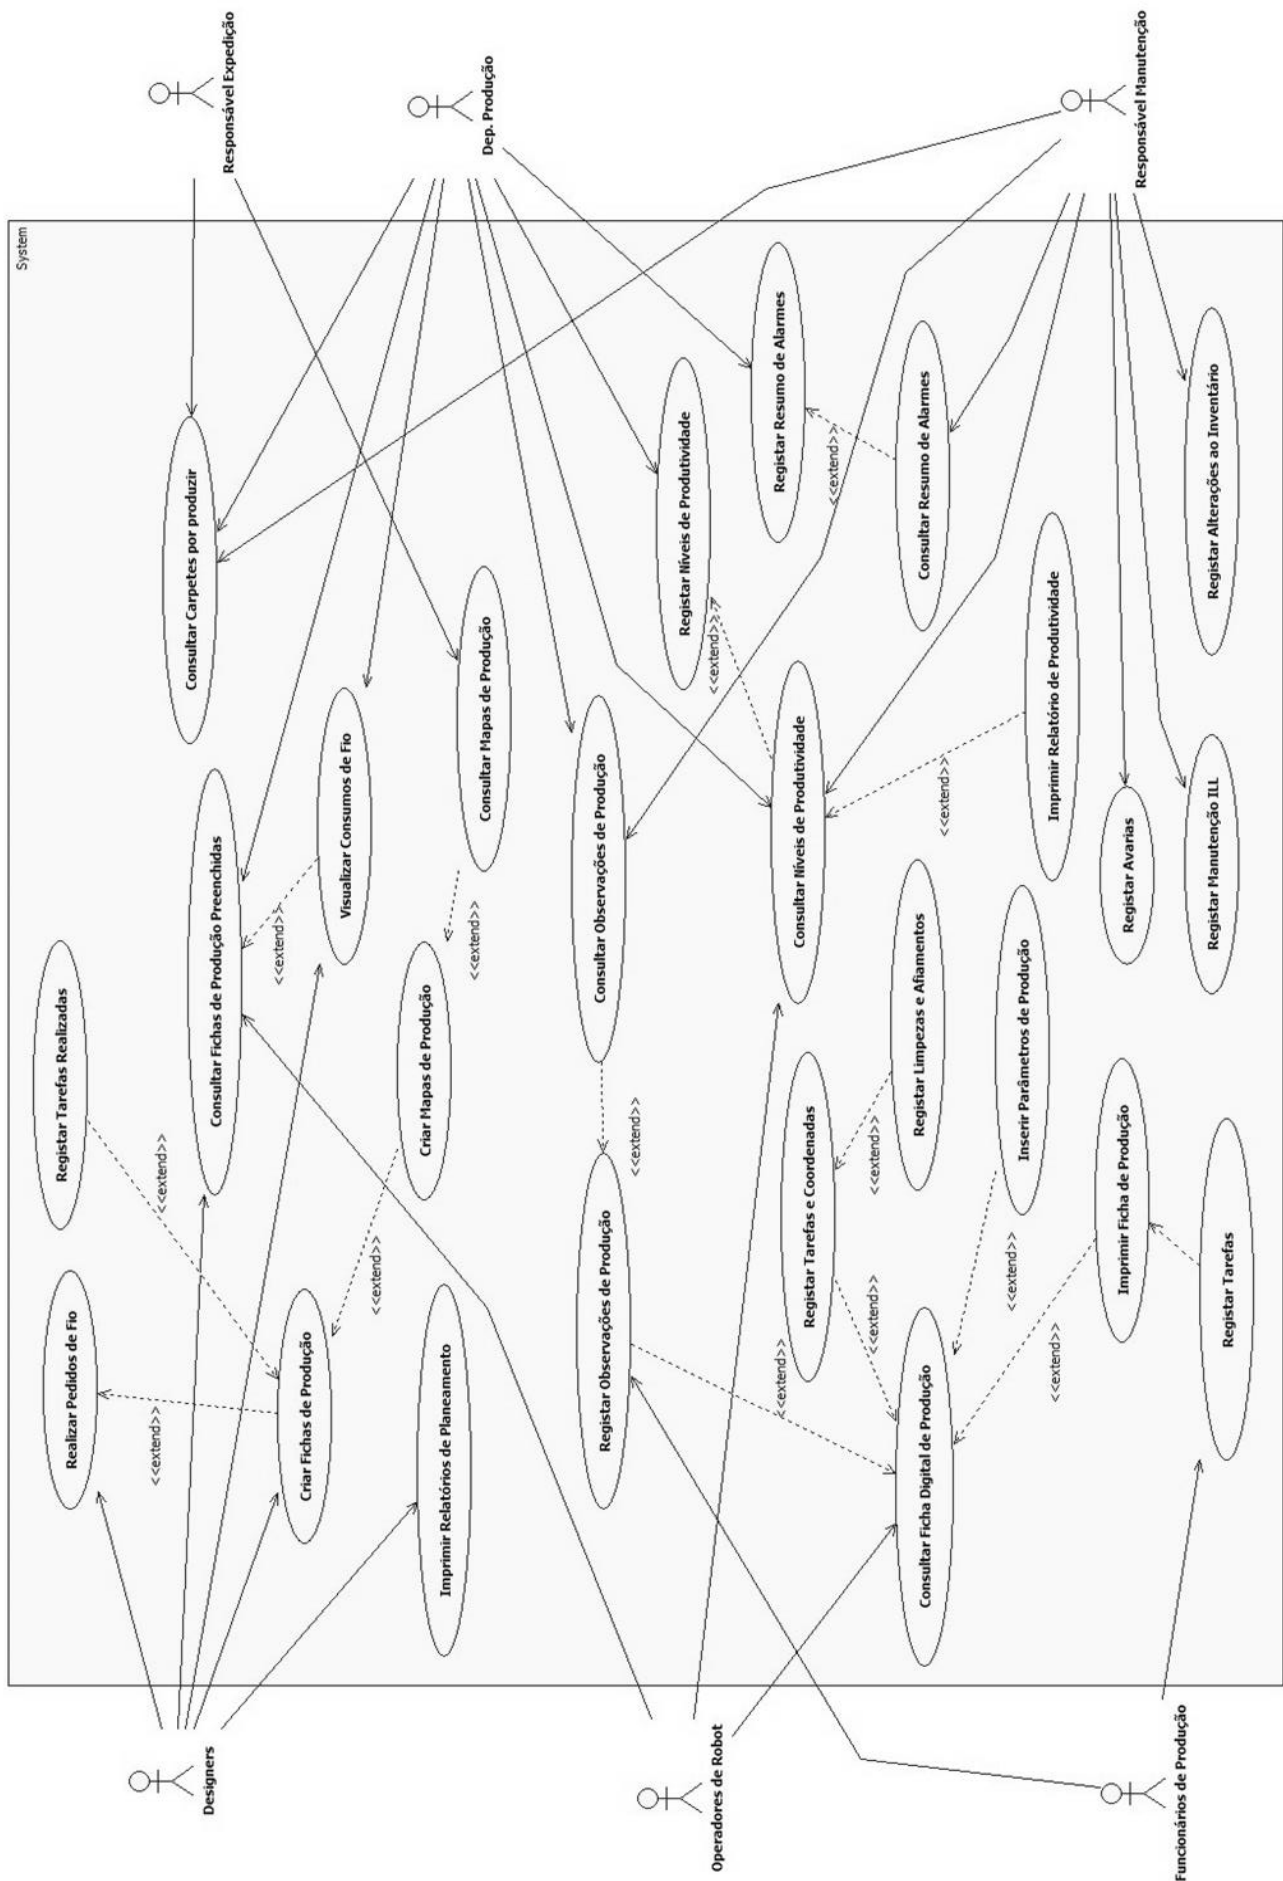 System
Designers
Operadores de Robot
Funcionários de Produção
Responsável Expedição
Dep. Produção
Responsável Manutenção
Realizar Pedidos de Fio
<<extend>>
Registar Tarefas Realizadas
<<extend>>
Criar Fichas de Produção
Consultar Fichas de Produção Preenchidas
<<extend>>
Consultar Carpetes por produzir
Visualizar Consumos de Fio
<<extend>>
Criar Mapas de Produção
<<extend>>
Consultar Mapas de Produção
Imprimir Relatórios de Planeamento
Registar Observações de Produção
<<extend>>
Consultar Observações de Produção
<<extend>>
Registar Níveis de Produtividade
<<extend>>
Registar Resumo de Alarmes
<<extend>>
Registar Tarefas e Coordenadas
<<extend>>
Consultar Níveis de Produtividade
<<extend>>
Consultar Resumo de Alarmes
Consultar Ficha Digital de Produção
<<extend>>
Registar Limpezas e Afiamentos
<<extend>>
Inserir Parâmetros de Produção
Imprimir Relatório de Produtividade
<<extend>>
Imprimir Ficha de Produção
Registar Avarias
Registar Tarefas
Registar Manutenção ILL
Registar Alterações ao Inventário